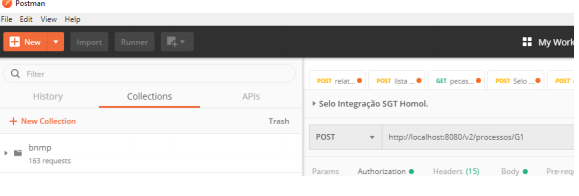 Postman
File Edit View Help
New Import Runner My Work
Filter
History Collections APIs
+ New Collection Trash
bnmp
163 requests
POST relat... POST lista ... GET pecas... POST Selo ... POST
Selo Integração SGT Homol.
POST http://localhost:8080/v2/processos/G1
Params Authorization Headers (15) Body Pre-req